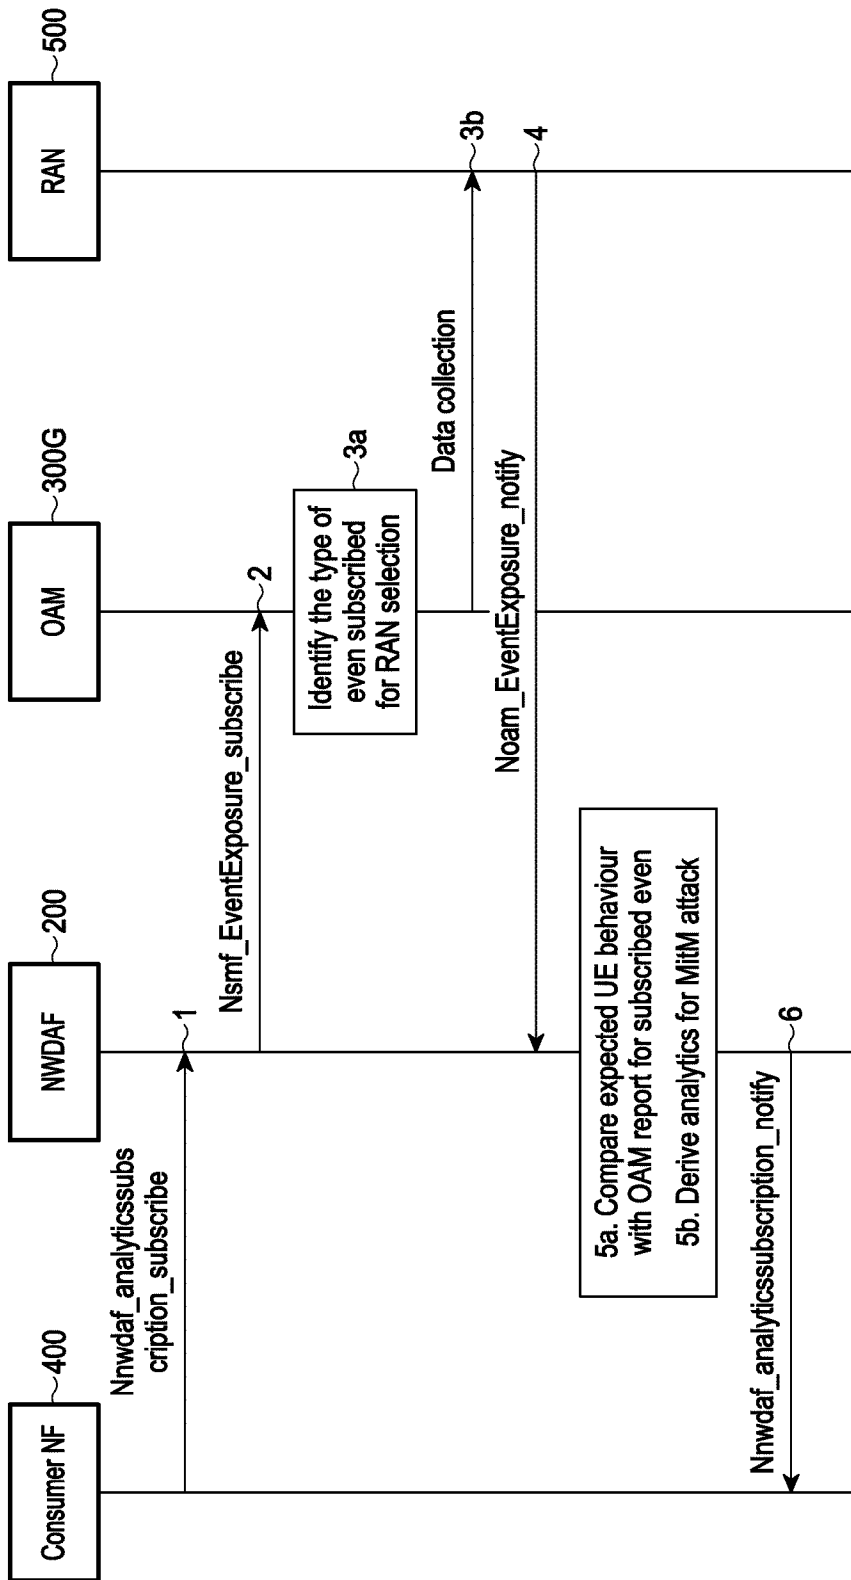 Consumer NF
400
NWDAF
200
OAM
300G
RAN
500
Nnwdaf_analyticssubs
cription_subscribe
1
Nsmf_EventExposure_subscribe
2
Identify the type of
even subscribed
for RAN selection
3a
Data collection
3b
Noam_EventExposure_notify
4
5a. Compare expected UE behaviour
with OAM report for subscribed even
5b. Derive analytics for MitM attack
Nnwdaf_analyticssubscription_notify
6